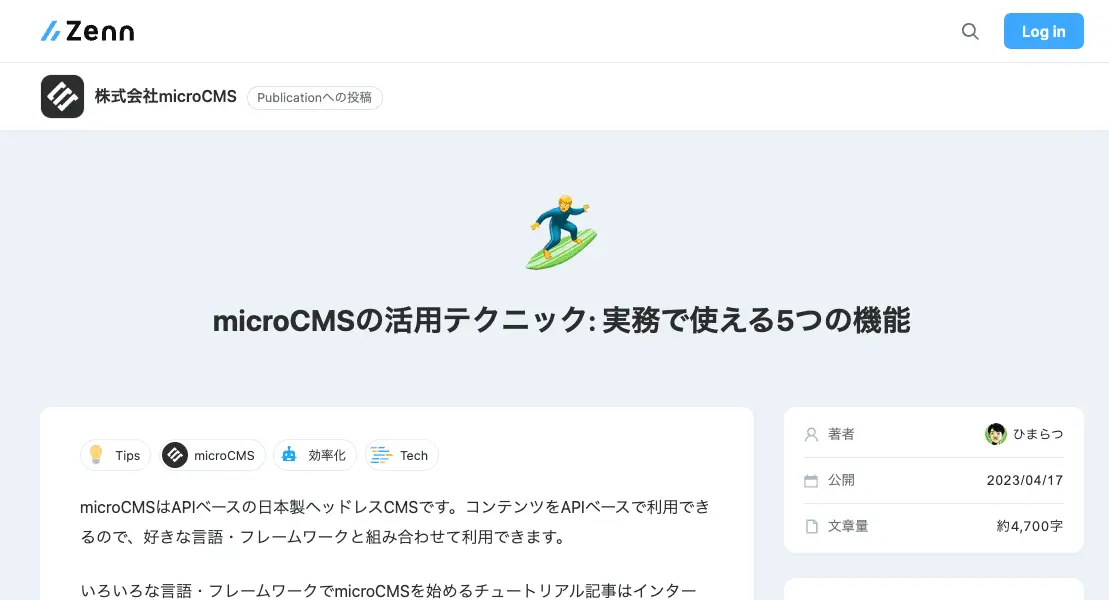 Zenn
Log in
株式会社microCMS
Publicationへの投稿
microCMSの活用テクニック: 実務で使える5つの機能
Tips
microCMS
効率化
Tech
microCMSはAPIベースの日本製ヘッドレスCMSです。コンテンツをAPIベースで利用でき
るので、好きな言語・フレームワークと組み合わせて利用できます。
いろいろな言語・フレームワークでmicroCMSを始めるチュートリアル記事はインター
著者
ひまらつ
公開
2023/04/17
文章量
約4,700字